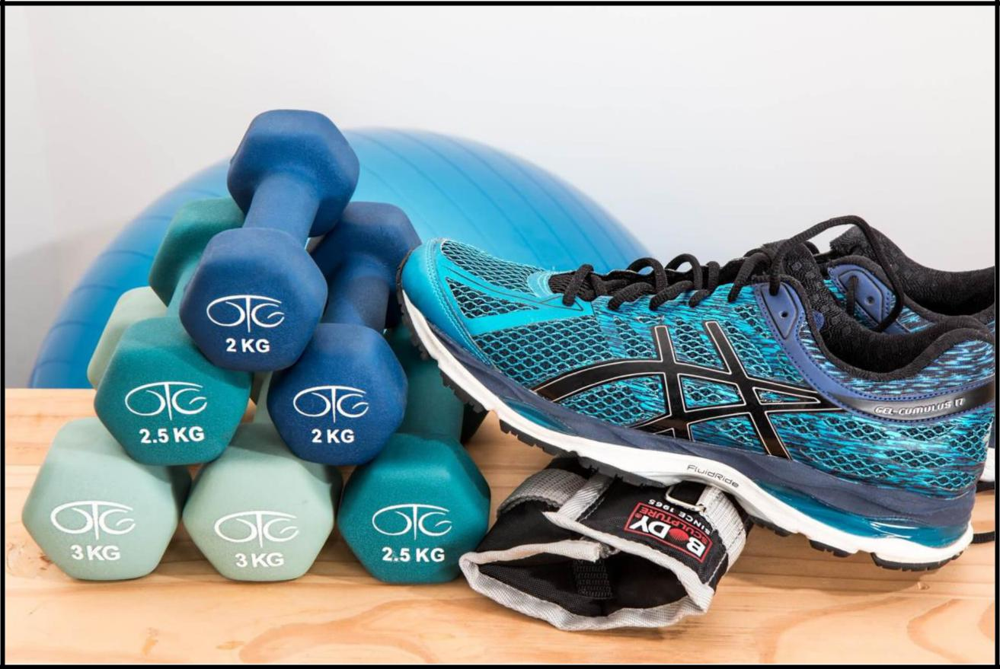 OTG
2 KG
OTG
2.5 KG
OTG
2 KG
OTG
3 KG
OTG
3 KG
OTG
2.5 KG
GEL-CUMULUS 17
FluidRide
BODY
SCULPTURE
SINCE 1965